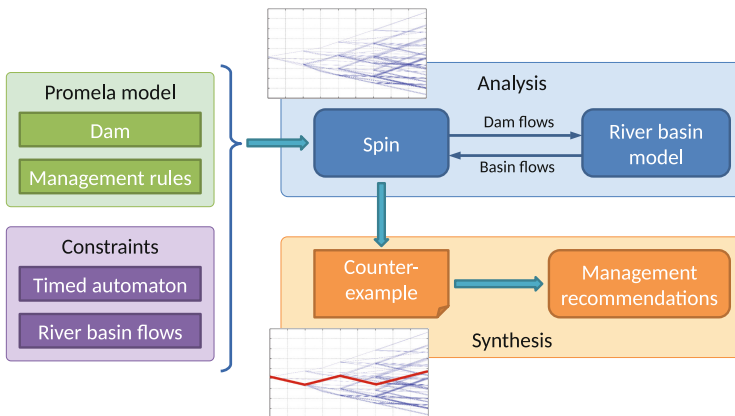 Promela model
Dam
Management rules
Constraints
Timed automaton
River basin flows
Analysis
Spin
Dam flows
Basin flows
River basin
model
Counter-
example
Management
recommendations
Synthesis